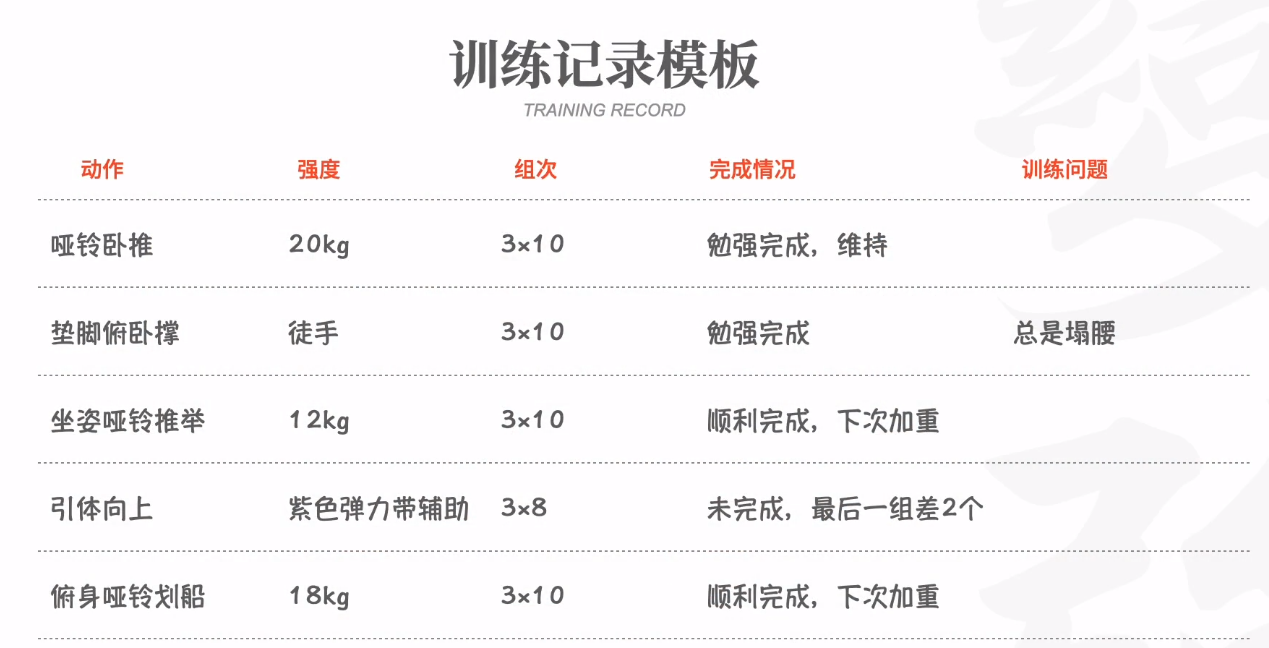 训练记录模板
TRAINING RECORD
动作 强度 组次 完成情况 训练问题
哑铃卧推 20kg 3×10 勉强完成，维持
垫脚俯卧撑 徒手 3×10 勉强完成 总是塌腰
坐姿哑铃推举 12kg 3×10 顺利完成，下次加重
引体向上 紫色弹力带辅助 3×8 未完成，最后一组差2个
俯身哑铃划船 18kg 3×10 顺利完成，下次加重